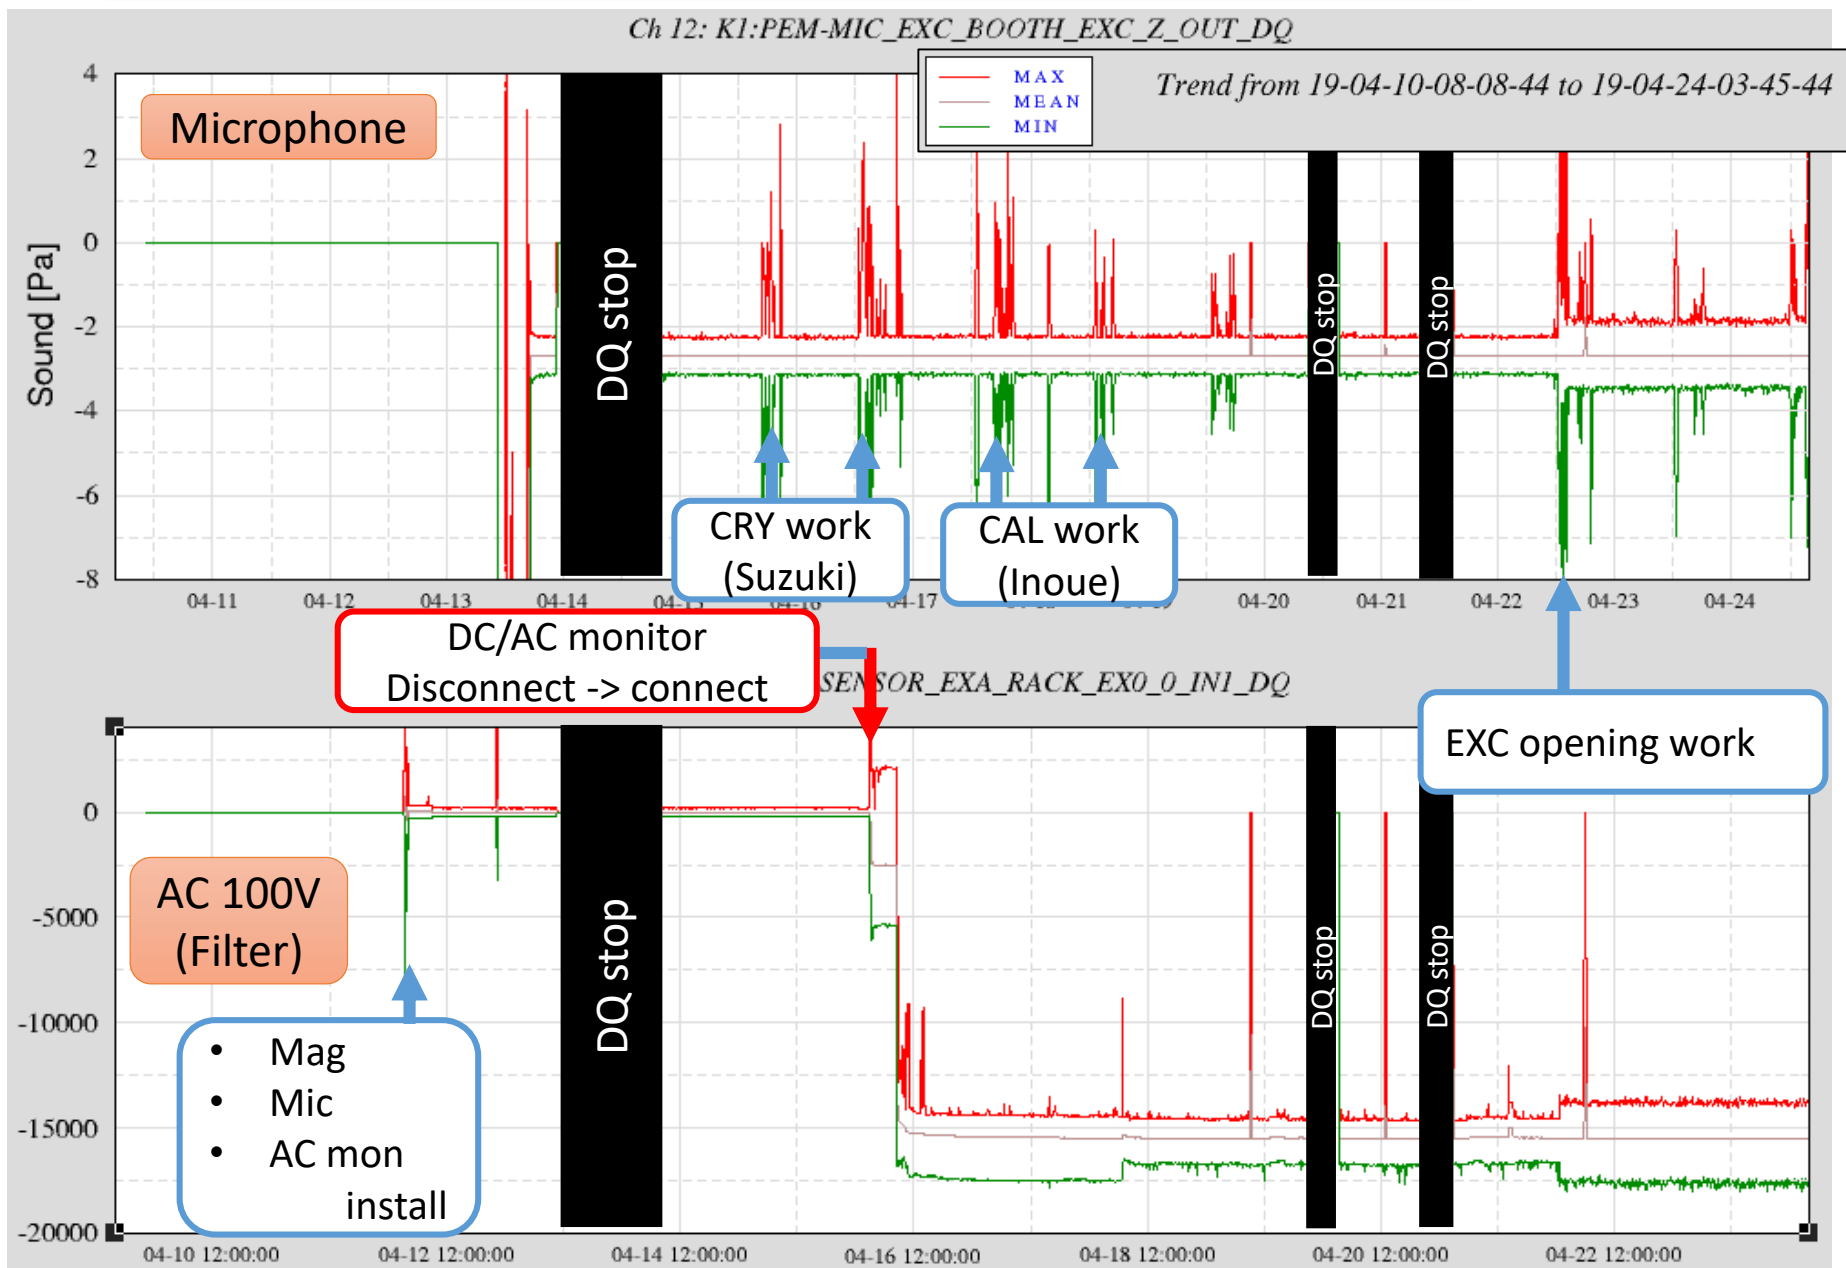 Ch 12: K1:PEM-MIC_EXC_BOOTH_EXC_Z_OUT_DQ
MAX
MEAN
MIN
Trend from 19-04-10-08-08-44 to 19-04-24-03-45-44
Microphone
Sound [Pa]
4
2
0
-2
-4
-6
-8
DQ stop
DQ stop
DQ stop
CRY work
(Suzuki)
CAL work
(Inoue)
04-11
04-12
04-13
04-14
04-17
04-20
04-21
04-22
04-23
04-24
DC/AC monitor
Disconnect -> connect
SENSOR_EXA_RACK_EX0_0_IN1_DQ
EXC opening work
0
-5000
-10000
-15000
-20000
AC 100V
(Filter)
DQ stop
DQ stop
DQ stop
• Mag
• Mic
• AC mon
install
04-10 12:00:00
04-12 12:00:00
04-14 12:00:00
04-16 12:00:00
04-18 12:00:00
04-20 12:00:00
04-22 12:00:00